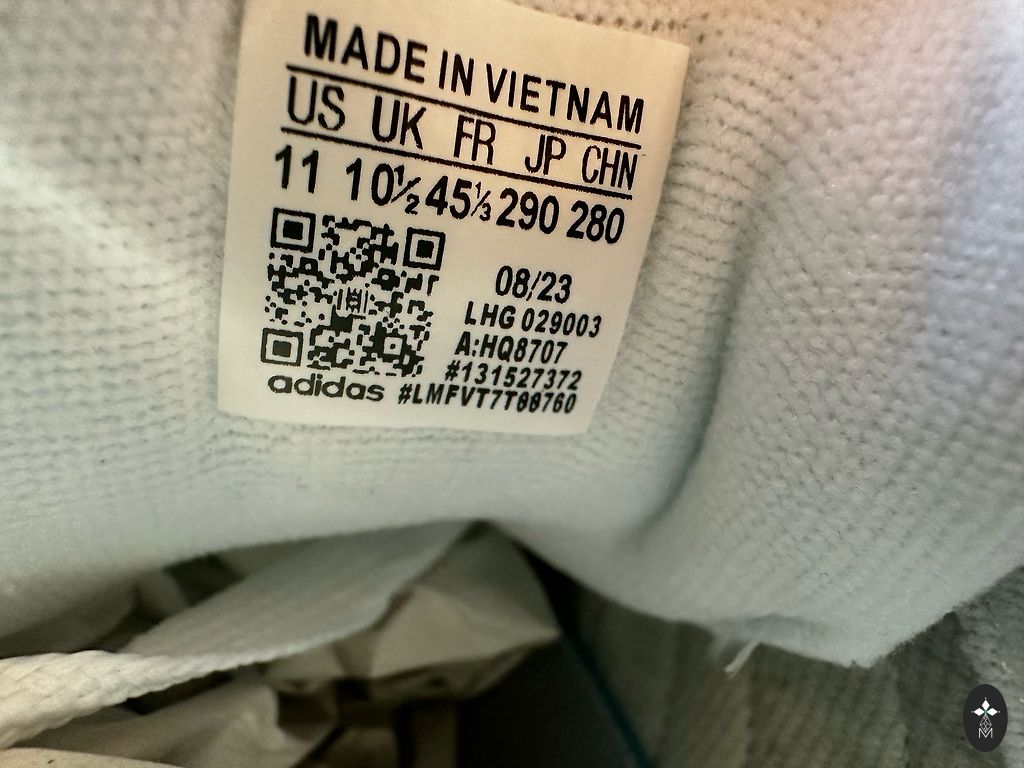 MADE IN VIETNAM
US UK FR JP CHN
11 10½ 45⅓ 290 280
08/23
LHG 029003
A:HQ8707
#131527372
adidas #LMFVT7T88760
M